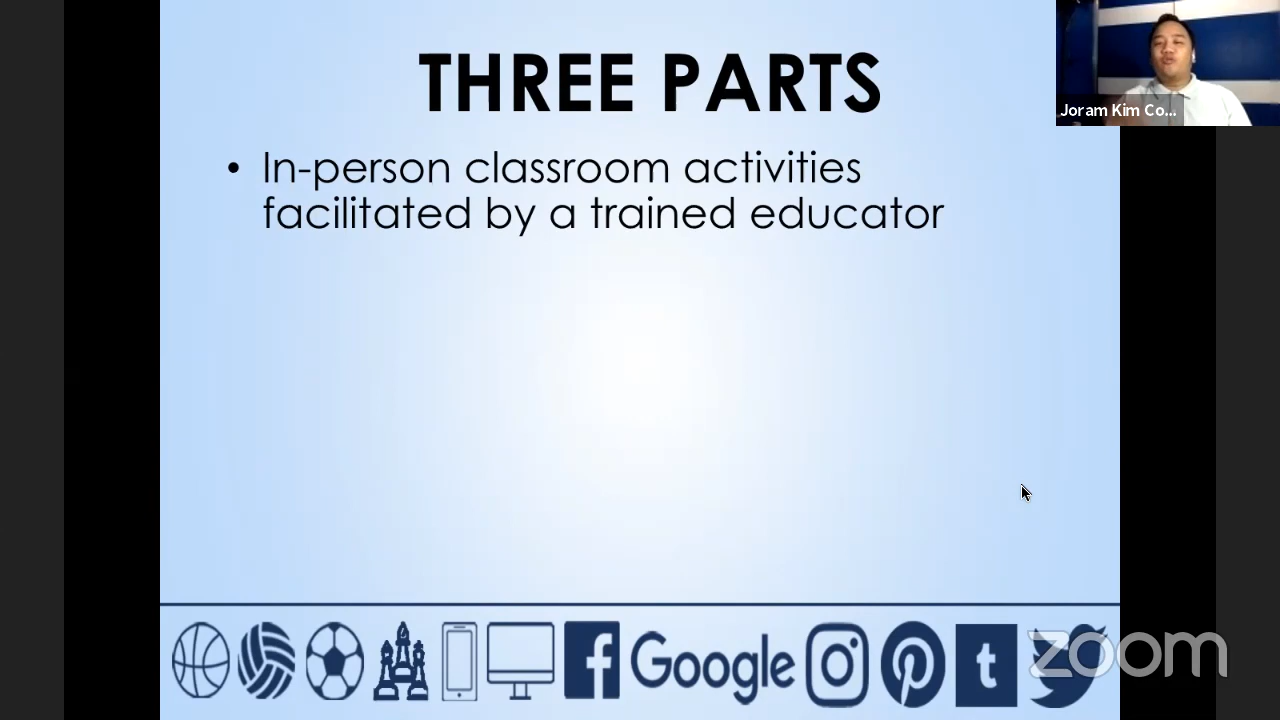 THREE PARTS
Joram Kim Co...
• In-person classroom activities
facilitated by a trained educator
f
Google
t
zoom